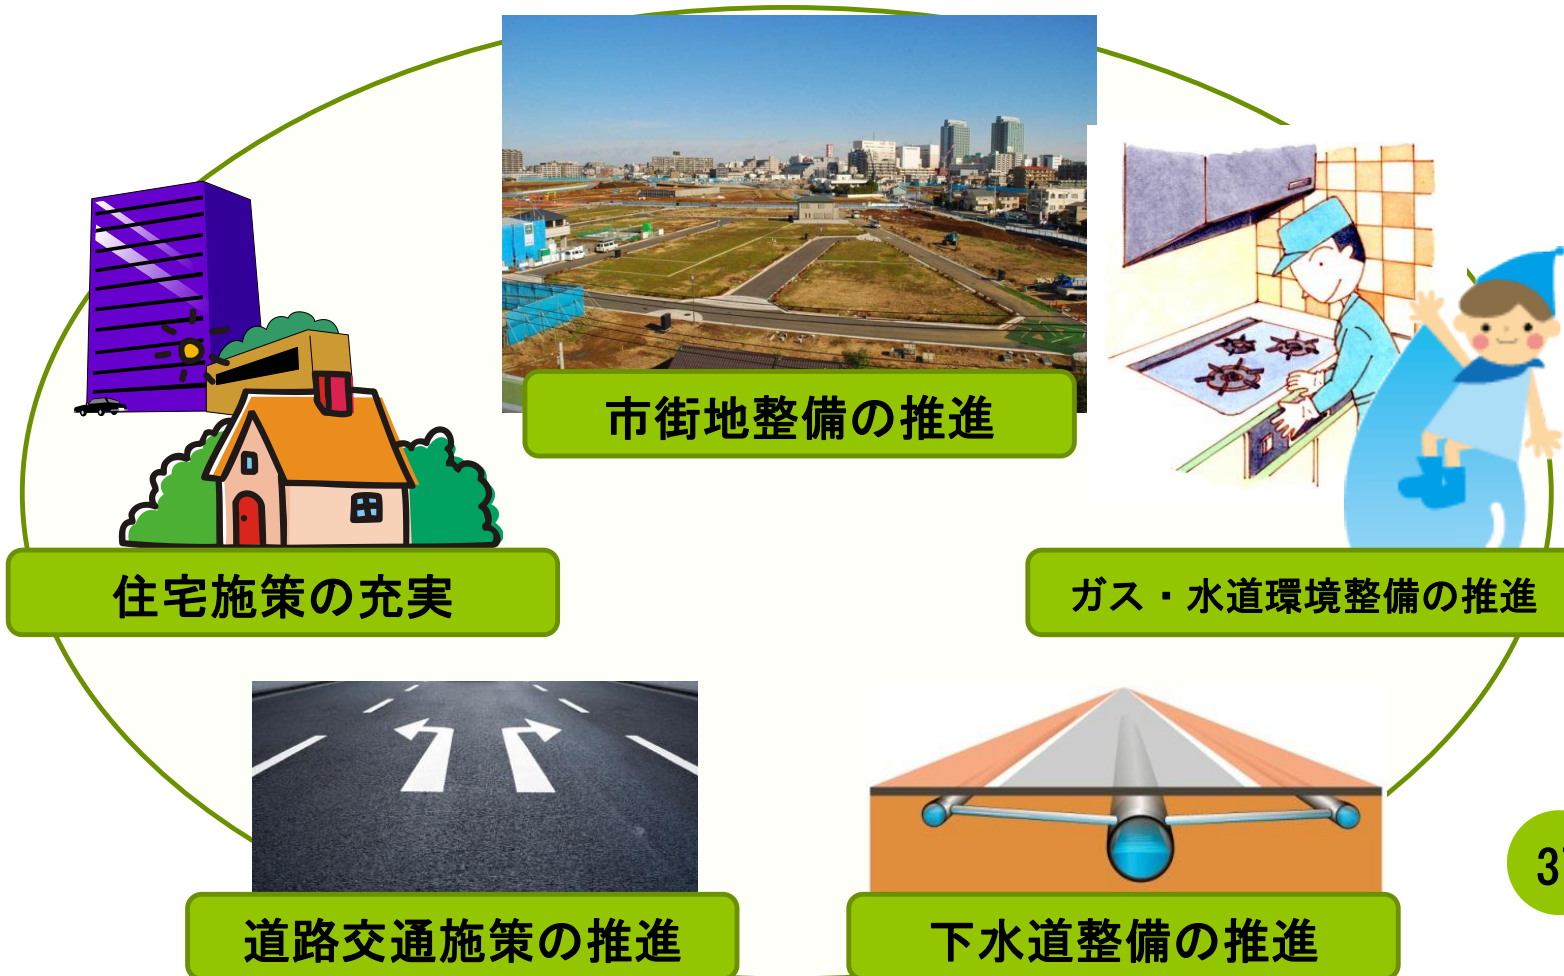 市街地整備の推進
住宅施策の充実
ガス・水道環境整備の推進
道路交通施策の推進
下水道整備の推進